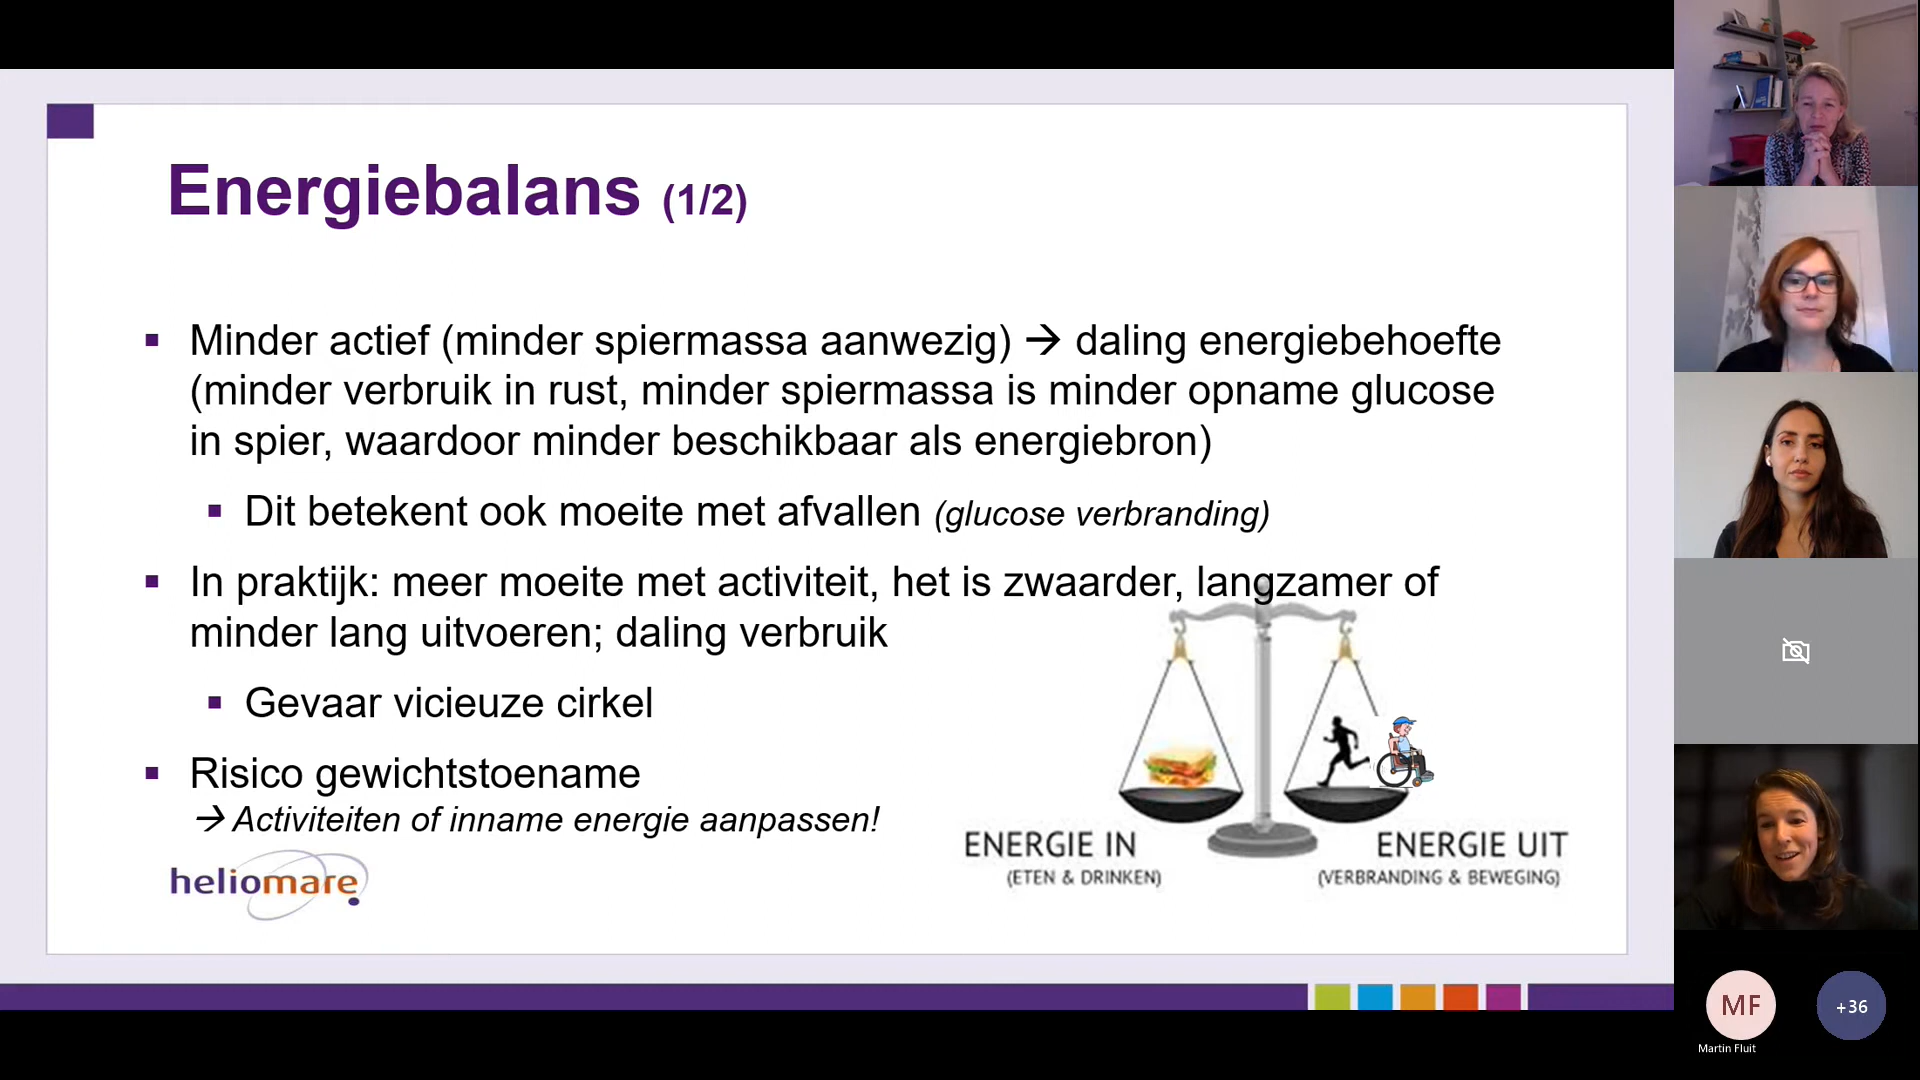 Energiebalans (1/2)
Minder actief (minder spiermassa aanwezig) → daling energiebehoefte
(minder verbruik in rust, minder spiermassa is minder opname glucose
in spier, waardoor minder beschikbaar als energiebron)
Dit betekent ook moeite met afvallen (glucose verbranding)
In praktijk: meer moeite met activiteit, het is zwaarder, langzamer of
minder lang uitvoeren; daling verbruik
Gevaar vicieuze cirkel
Risico gewichtstoename
→ Activiteiten of inname energie aanpassen!
ENERGIE IN
(ETEN & DRINKEN)
ENERGIE UIT
(VERBRANDING & BEWEGING)
heliomare
MF
Martin Fluit
+36